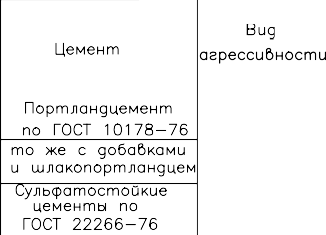 Цемент
Вид
агрессивности
Портландцемент
по ГОСТ 10178-76
то же с добавками
и шлакопортландцем
Сульфатостойкие
цементы по
ГОСТ 22266-76